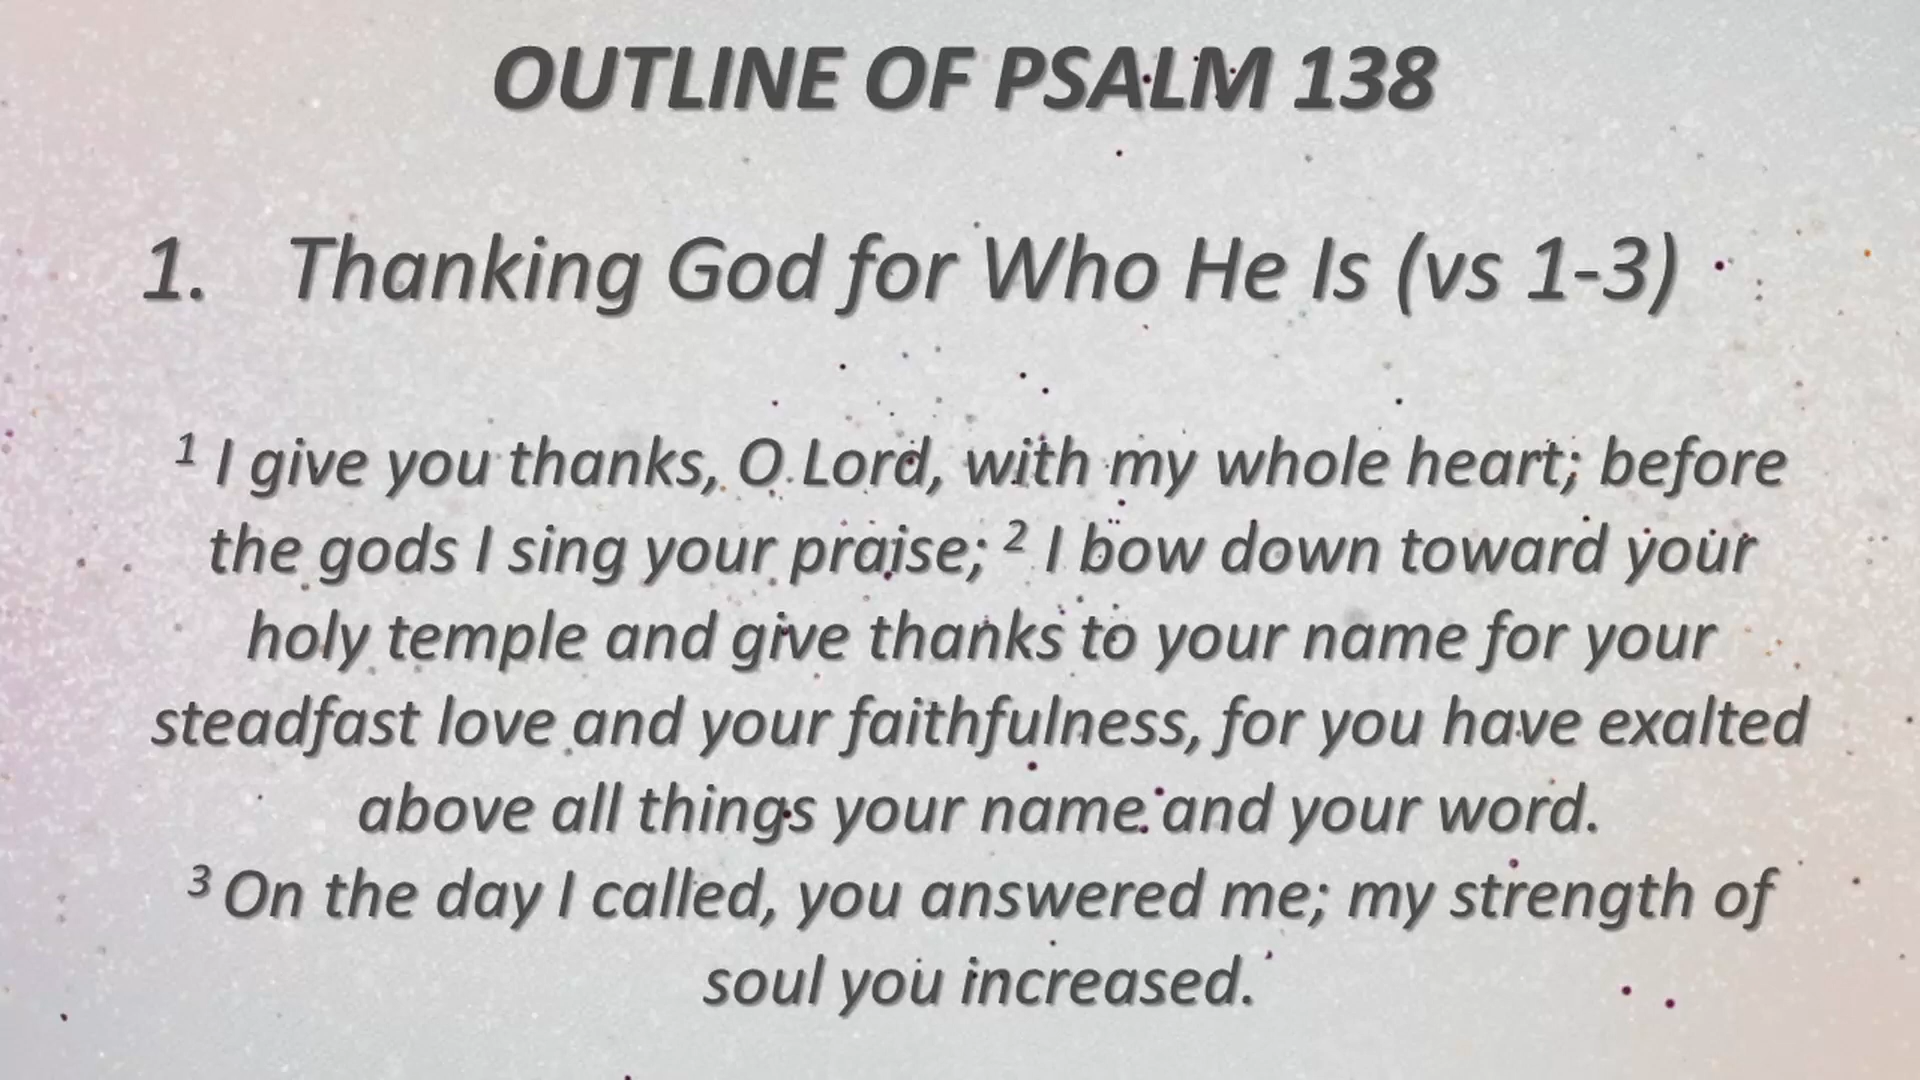 OUTLINE OF PSALM 138
1. Thanking God for Who He Is (vs 1-3)
1 I give you thanks, O Lord, with my whole heart; before
the gods I sing your praise; 2 I bow down toward your
holy temple and give thanks to your name for your
steadfast love and your faithfulness, for you have exalted
above all things your name and your word.
3 On the day I called, you answered me; my strength of
soul you increased.